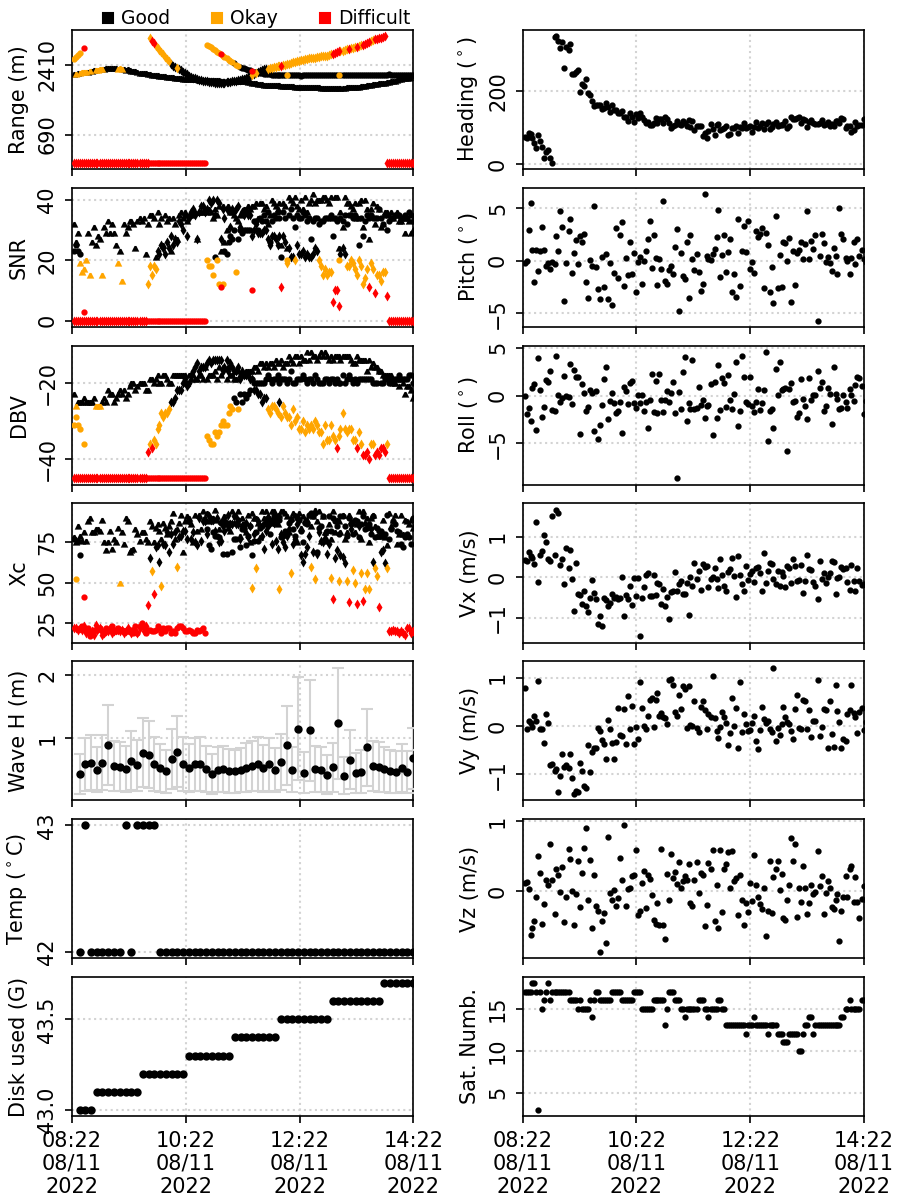 Good Okay Difficult
Range (m)
2410
690
Heading (°)
200
0
SNR
40
20
0
Pitch (°)
5
0
−5
DBV
−20
−40
Roll (°)
5
0
−5
Xc
75
50
25
Vx (m/s)
1
0
−1
Wave H (m)
2
1
Vy (m/s)
1
0
−1
Temp (°C)
43
42
Vz (m/s)
1
0
Disk used (G)
43.5
43.0
Sat. Numb.
15
10
5
08:22 10:22 12:22 14:22
08/11 08/11 08/11 08/11
2022 2022 2022 2022
08:22 10:22 12:22 14:22
08/11 08/11 08/11 08/11
2022 2022 2022 2022